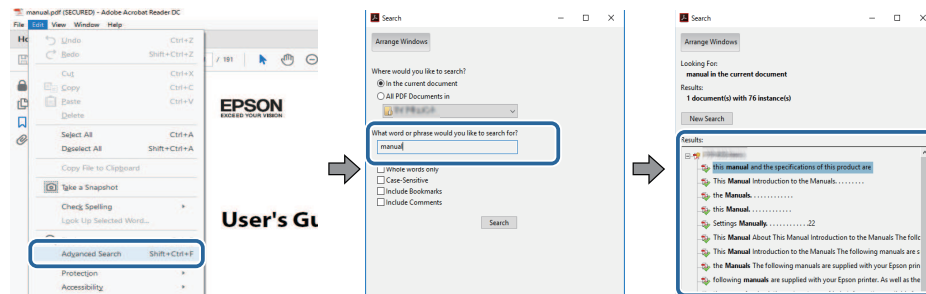 manual.pdf (SECURED) - Adobe Acrobat Reader DC
File Edit View Window Help
Undo Ctrl+Z
Redo Shift+Ctrl+Z
Cut Ctrl+X
Copy Ctrl+C
Paste Ctrl+V
Delete
Select All Ctrl+A
Deselect All Shift+Ctrl+A
Copy File to Clipboard
Take a Snapshot
Check Spelling
Look Up Selected Word...
Advanced Search Shift+Ctrl+F
Protection
Accessibility
/ 181
EPSON
EXCEED YOUR VISION
User's Gu
Search
Arrange Windows
Where would you like to search?
In the current document
All PDF Documents in
What word or phrase would you like to search for?
manual
Whole words only
Case-Sensitive
Include Bookmarks
Include Comments
Search
Search
Arrange Windows
Looking For:
manual in the current document
Results:
1 document(s) with 76 instance(s)
New Search
Results:
this manual and the specifications of this product are
This Manual Introduction to the Manuals.........
the Manuals............
this Manual............
Settings Manually............22
This Manual About This Manual Introduction to the Manuals The follc
This Manual Introduction to the Manuals The following manuals are s
the Manuals The following manuals are supplied with your Epson prin
following manuals are supplied with your Epson printer. As well as the